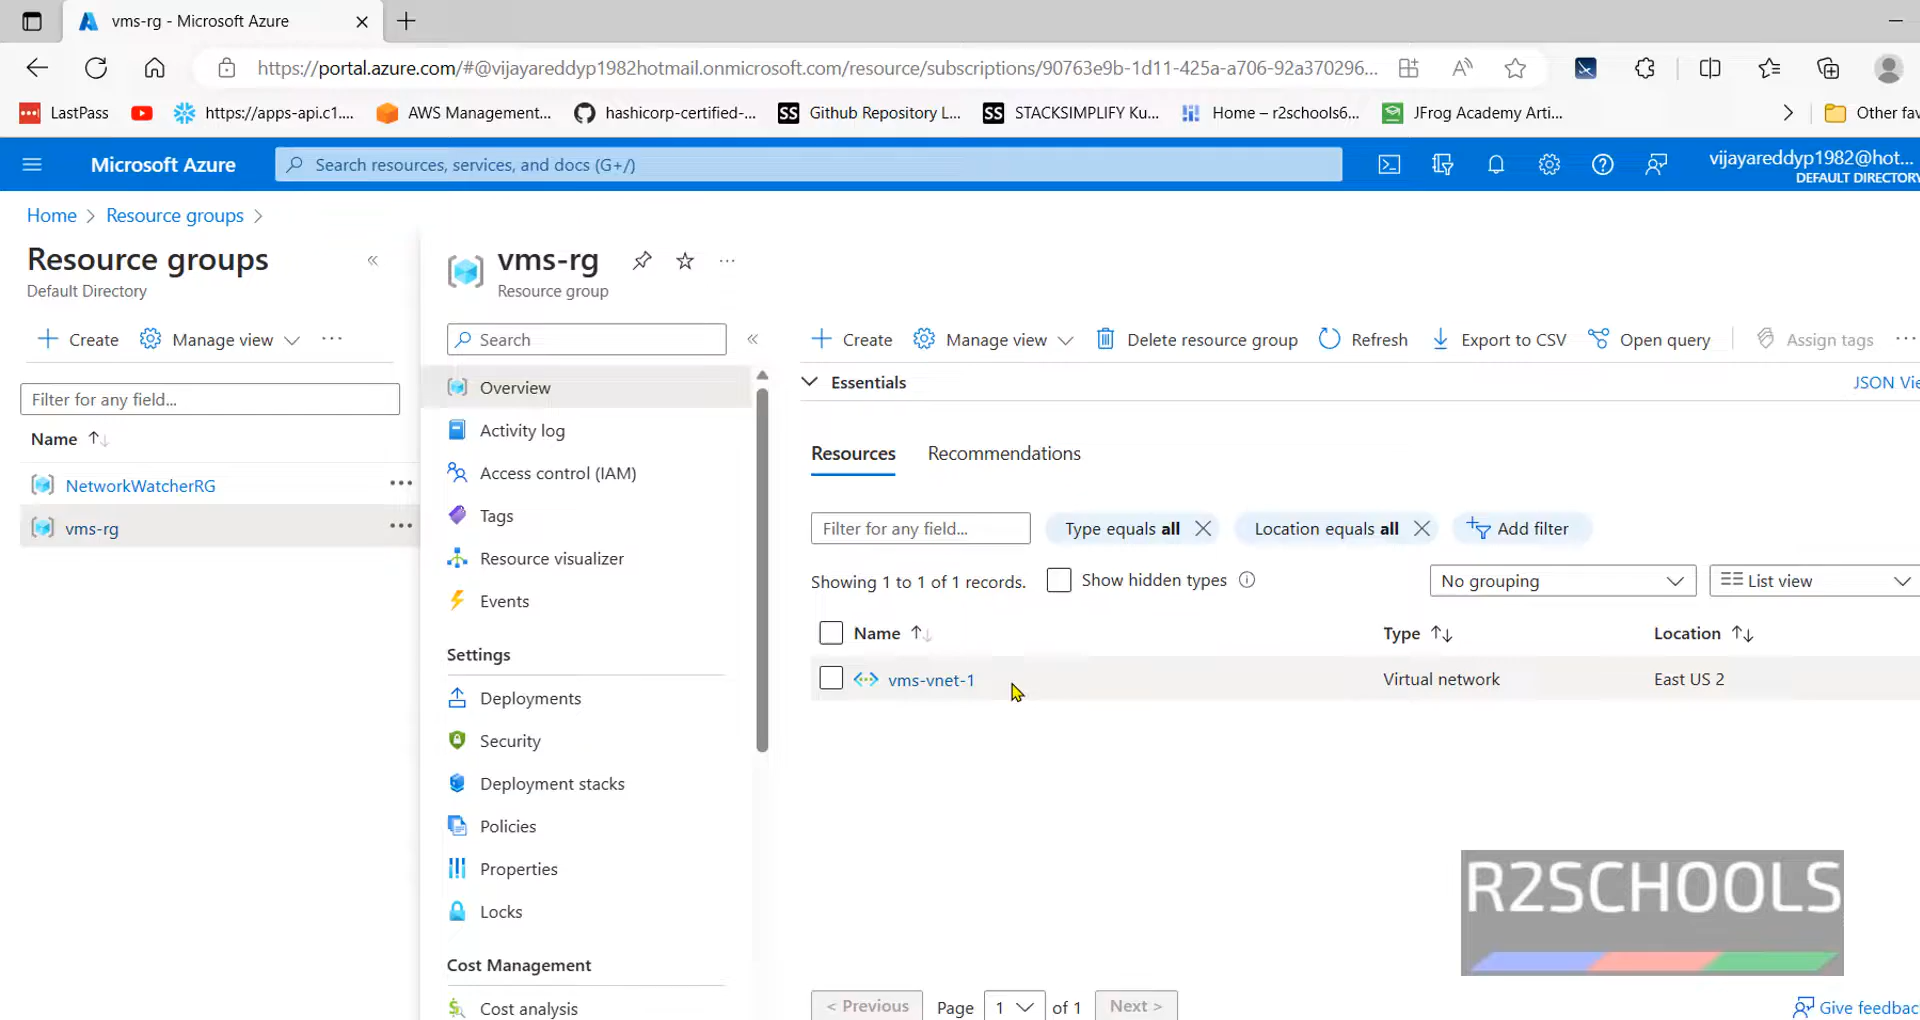 vms-rg - Microsoft Azure
https://portal.azure.com/#@vijayareddyp1982hotmail.onmicrosoft.com/resource/subscriptions/90763e9b-1d11-425a-a706-92a370296...
LastPass
https://apps-api.c1....
AWS Management...
hashicorp-certified-...
Github Repository L...
STACKSIMPLIFY Ku...
Home – r2schools6...
JFrog Academy Arti...
Other fav
Microsoft Azure
Search resources, services, and docs (G+/)
vijayareddyp1982@hot...
DEFAULT DIRECTORY
Home > Resource groups >
Resource groups
Default Directory
Create
Manage view
Filter for any field...
Name
NetworkWatcherRG
vms-rg
vms-rg
Resource group
Search
Overview
Activity log
Access control (IAM)
Tags
Resource visualizer
Events
Settings
Deployments
Security
Deployment stacks
Policies
Properties
Locks
Cost Management
Cost analysis
Create
Manage view
Delete resource group
Refresh
Export to CSV
Open query
Assign tags
Essentials
JSON Vie
Resources
Recommendations
Filter for any field...
Type equals all
Location equals all
Add filter
Showing 1 to 1 of 1 records.
Show hidden types
No grouping
List view
Name
Type
Location
vms-vnet-1
Virtual network
East US 2
R2SCHOOLS
< Previous
Page 1 of 1
Next >
Give feedbac